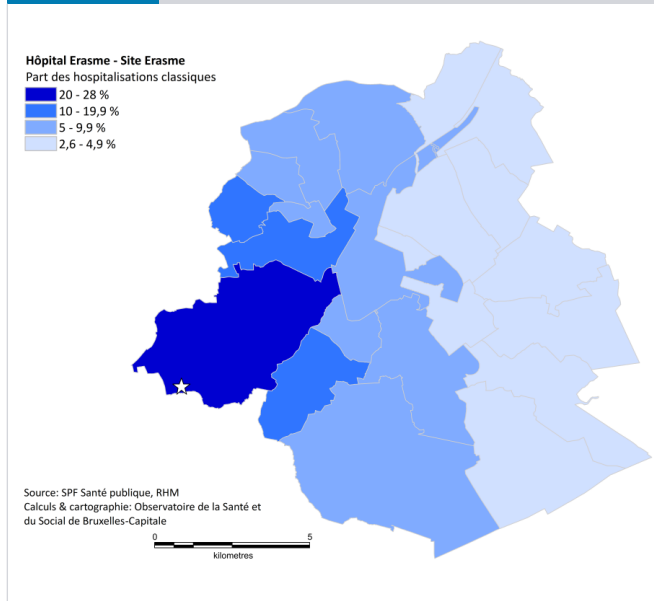 Hôpital Erasme - Site Erasme
Part des hospitalisations classiques
20 - 28 %
10 - 19,9 %
5 - 9,9 %
2,6 - 4,9 %
Source: SPF Santé publique, RHM
Calculs & cartographie: Observatoire de la Santé et
du Social de Bruxelles-Capitale
0 5
kilometres